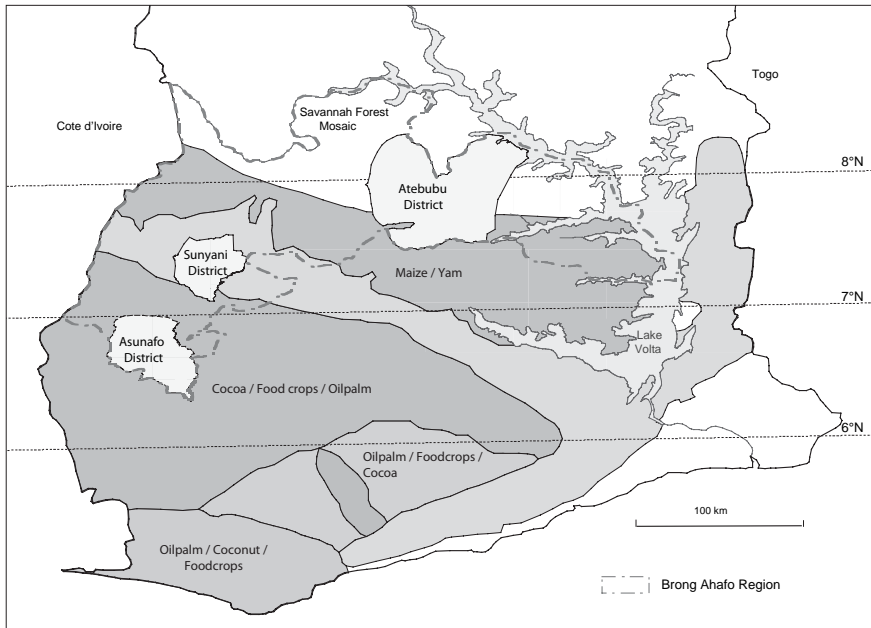 Togo
Cote d'Ivoire
Savannah Forest
Mosaic
8°N
Atebubu
District
Sunyani
District
Maize / Yam
7°N
Lake
Volta
Asunafo
District
Cocoa / Food crops / Oilpalm
6°N
Oilpalm / Foodcrops /
Cocoa
100 km
Oilpalm / Coconut /
Foodcrops
Brong Ahafo Region